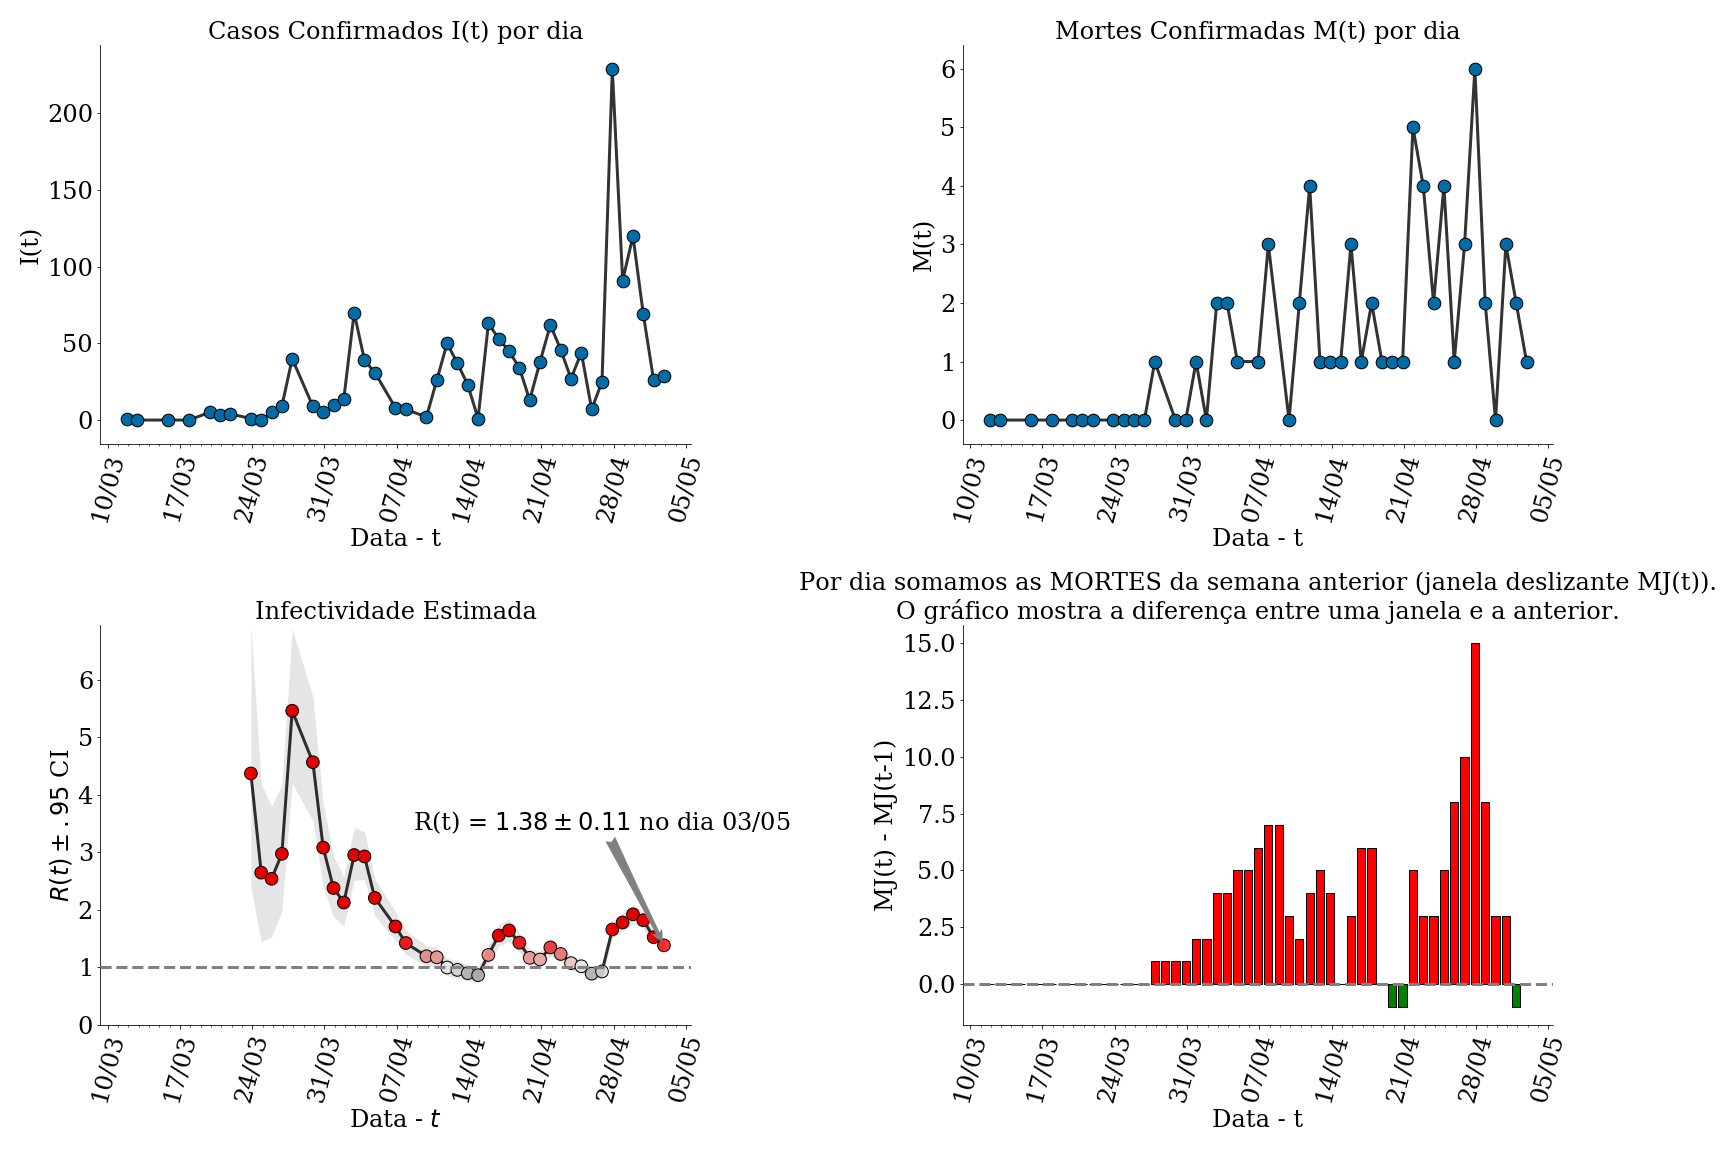 Casos Confirmados I(t) por dia
I(t)
200
150
100
50
0
10/03 17/03 24/03 31/03 07/04 14/04 21/04 28/04 05/05
Data - t
Mortes Confirmadas M(t) por dia
M(t)
6
5
4
3
2
1
0
10/03 17/03 24/03 31/03 07/04 14/04 21/04 28/04 05/05
Data - t
Infectividade Estimada
R(t) ± .95 CI
6
5
4
3
2
1
0
R(t) = 1.38 ± 0.11 no dia 03/05
10/03 17/03 24/03 31/03 07/04 14/04 21/04 28/04 05/05
Data - t
Por dia somamos as MORTES da semana anterior (janela deslizante MJ(t)).
O gráfico mostra a diferença entre uma janela e a anterior.
MJ(t) - MJ(t-1)
15.0
12.5
10.0
7.5
5.0
2.5
0.0
10/03 17/03 24/03 31/03 07/04 14/04 21/04 28/04 05/05
Data - t